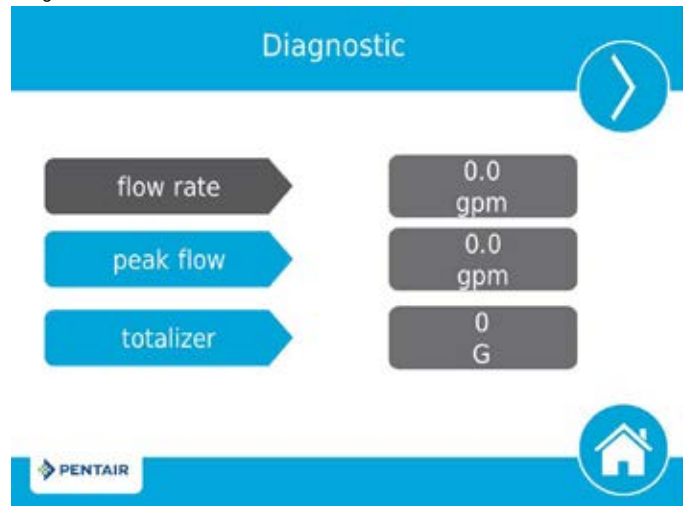 Diagnostic
flow rate
0.0
gpm
peak flow
0.0
gpm
totalizer
0
G
PENTAIR